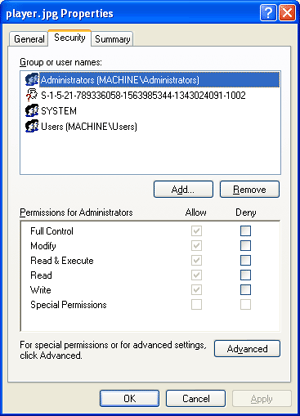 player.jpg Properties
General Security Summary
Group or user names:
Administrators (MACHINE\Administrators)
S-1-5-21-789336058-1563985344-1343024091-1002
SYSTEM
Users (MACHINE\Users)
Add... Remove
Permissions for Administrators Allow Deny
Full Control
Modify
Read & Execute
Read
Write
Special Permissions
For special permissions or for advanced settings,
click Advanced.
Advanced
OK Cancel Apply